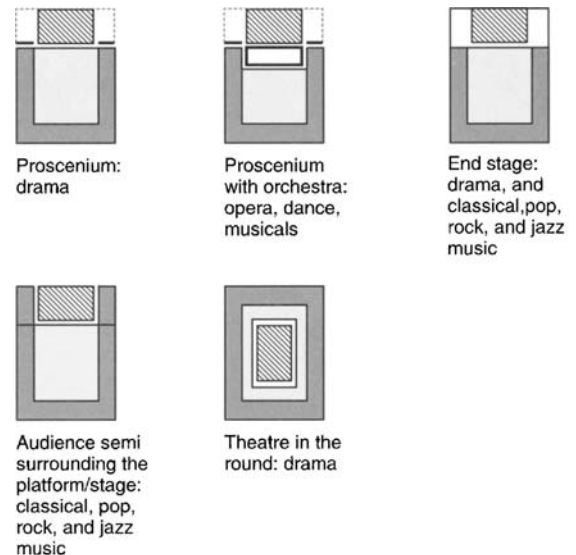 Proscenium:
drama
Proscenium
with orchestra:
opera, dance,
musicals
End stage:
drama, and
classical,pop,
rock, and jazz
music
Audience semi
surrounding the
platform/stage:
classical, pop,
rock, and jazz
music
Theatre in the
round: drama